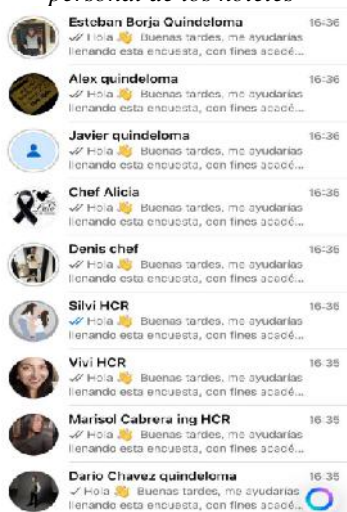 personal de los hoteles
Esteban Borja Quindeloma 16:36
Hola 👋 Buenas tardes, me ayudarías
llenando esta encuesta, con fines acadé...
Alex quindeloma 16:36
Hola 👋 Buenas tardes, me ayudarías
llenando esta encuesta, con fines acadé...
Javier quindeloma 16:36
Hola 👋 Buenas tardes, me ayudarías
llenando esta encuesta, con fines acadé...
Chef Alicia 16:36
Hola 👋 Buenas tardes, me ayudarías
llenando esta encuesta, con fines acadé...
Denis chef 16:36
Hola 👋 Buenas tardes, me ayudarías
llenando esta encuesta, con fines acadé...
Silvi HCR 16:36
Hola 👋 Buenas tardes, me ayudarías
llenando esta encuesta, con fines acadé...
Vivi HCR 16:35
Hola 👋 Buenas tardes, me ayudarías
llenando esta encuesta, con fines acadé...
Marisol Cabrera ing HCR 16:35
Hola 👋 Buenas tardes, me ayudarías
llenando esta encuesta, con fines acadé...
Dario Chavez quindeloma 16:35
Hola 👋 Buenas tardes, me ayudarías
llenando esta encuesta, con fines acadé...